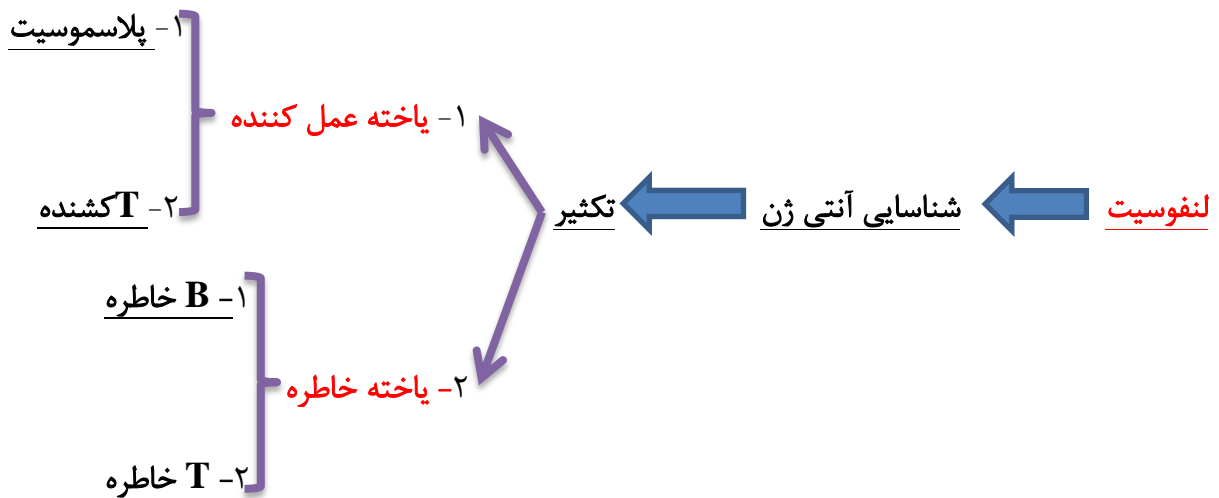 لنفوسیت
شناسایی آنتی ژن
تکثیر
۱- یاخته عمل کننده
۱- پلاسموسیت
۲- Tکشنده
۲- یاخته خاطره
۱- B خاطره
۲- T خاطره